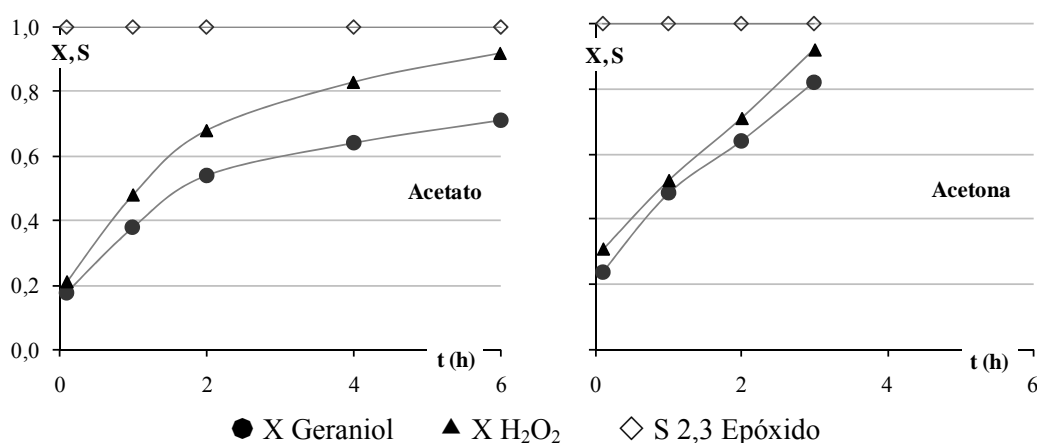 1,0
X, S
0,8
0,6
0,4
0,2
0,0
Acetato
t (h)
0 2 4 6
X, S
Acetona
t (h)
0 2 4 6
X Geraniol X H₂O₂ S 2,3 Epóxido